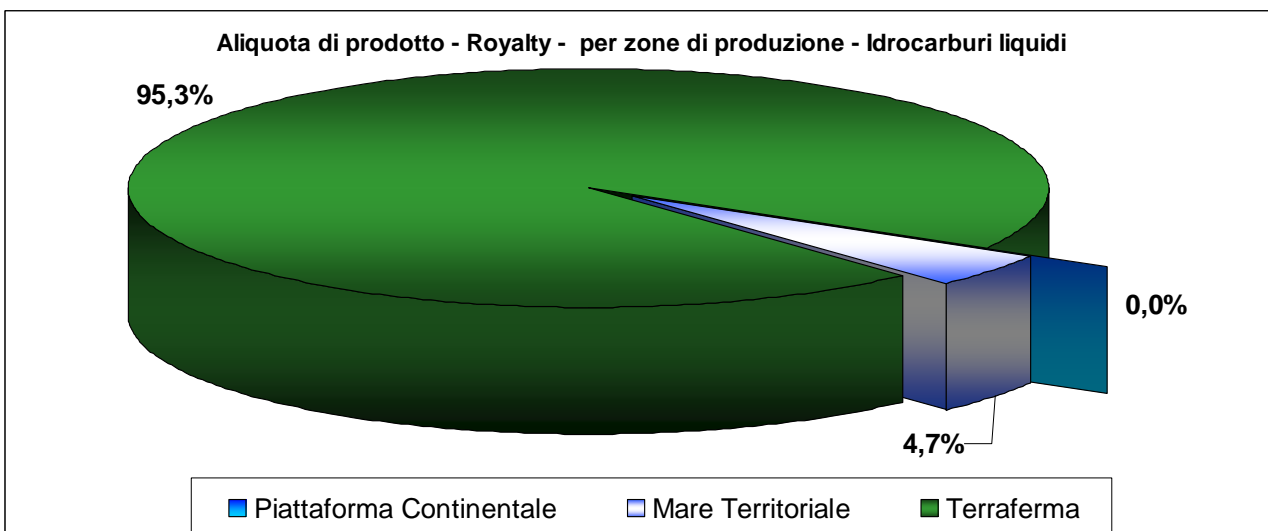 Aliquota di prodotto - Royalty - per zone di produzione - Idrocarburi liquidi
95,3%
0,0%
4,7%
Piattaforma Continentale Mare Territoriale Terraferma